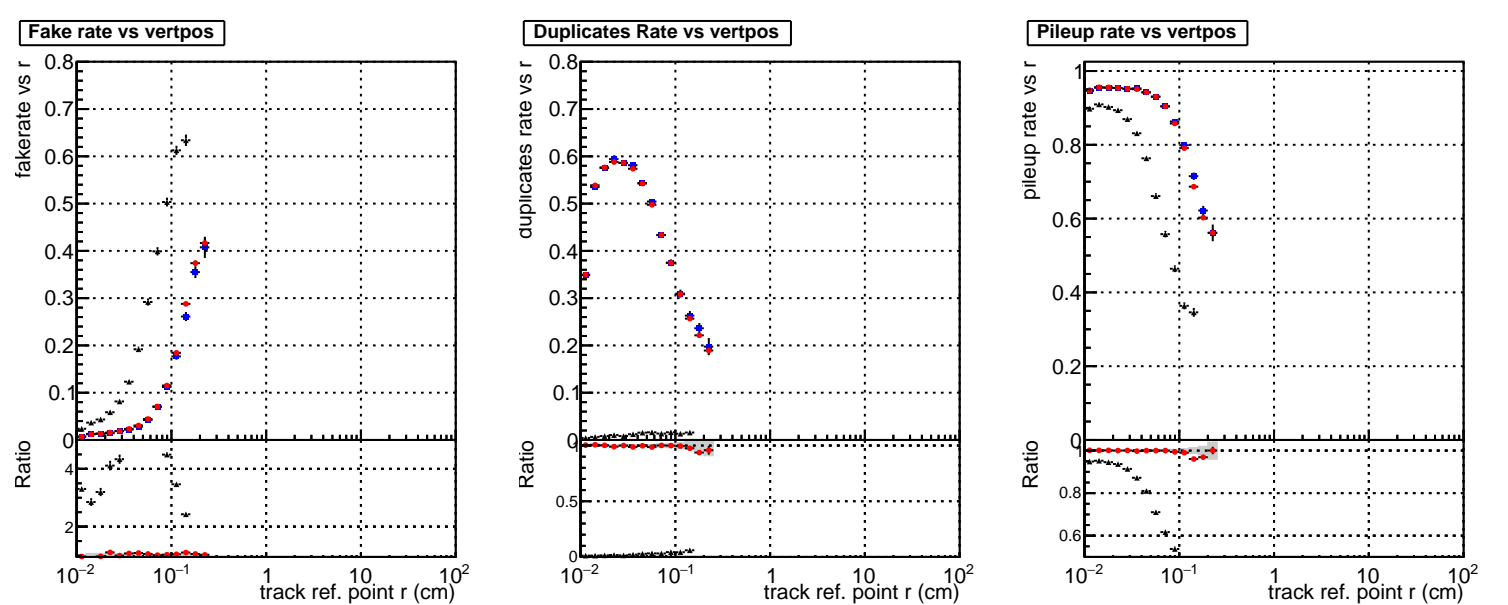 Fake rate vs vertpos
fakerate vs r
0.8
0.7
0.6
0.5
0.4
0.3
0.2
0.1
0
Ratio
4
2
10⁻² 10⁻¹ 1 10 10²
track ref. point r (cm)
Duplicates Rate vs vertpos
duplicates rate vs r
0.8
0.7
0.6
0.5
0.4
0.3
0.2
0.1
0
Ratio
1
0.5
0
10⁻² 10⁻¹ 1 10 10²
track ref. point r (cm)
Pileup rate vs vertpos
pileup rate vs r
1
0.8
0.6
0.4
0.2
0
Ratio
1
0.8
0.6
10⁻² 10⁻¹ 1 10 10²
track ref. point r (cm)